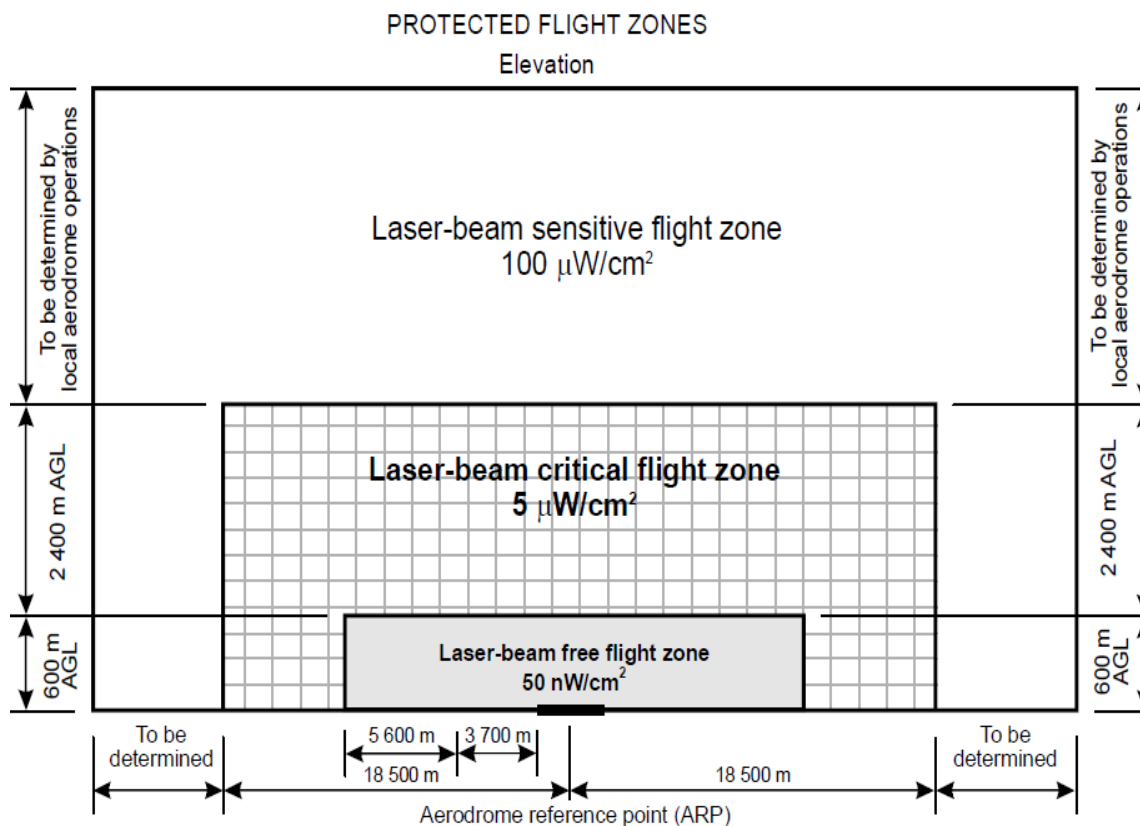 PROTECTED FLIGHT ZONES
Elevation
To be determined by
local aerodrome operations
To be determined by
local aerodrome operations
Laser-beam sensitive flight zone
100 μW/cm²
2 400 m AGL
2 400 m AGL
Laser-beam critical flight zone
5 μW/cm²
600 m
AGL
600 m
AGL
Laser-beam free flight zone
50 nW/cm²
To be
determined
5 600 m
3 700 m
To be
determined
18 500 m
18 500 m
Aerodrome reference point (ARP)